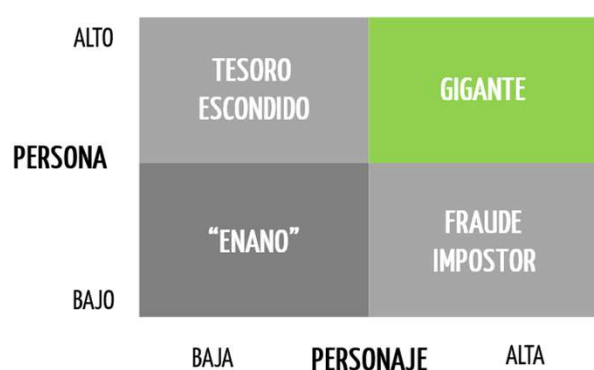 ALTO
TESORO
ESCONDIDO
GIGANTE
PERSONA
“ENANO”
FRAUDE
IMPOSTOR
BAJO
BAJA
PERSONAJE
ALTA